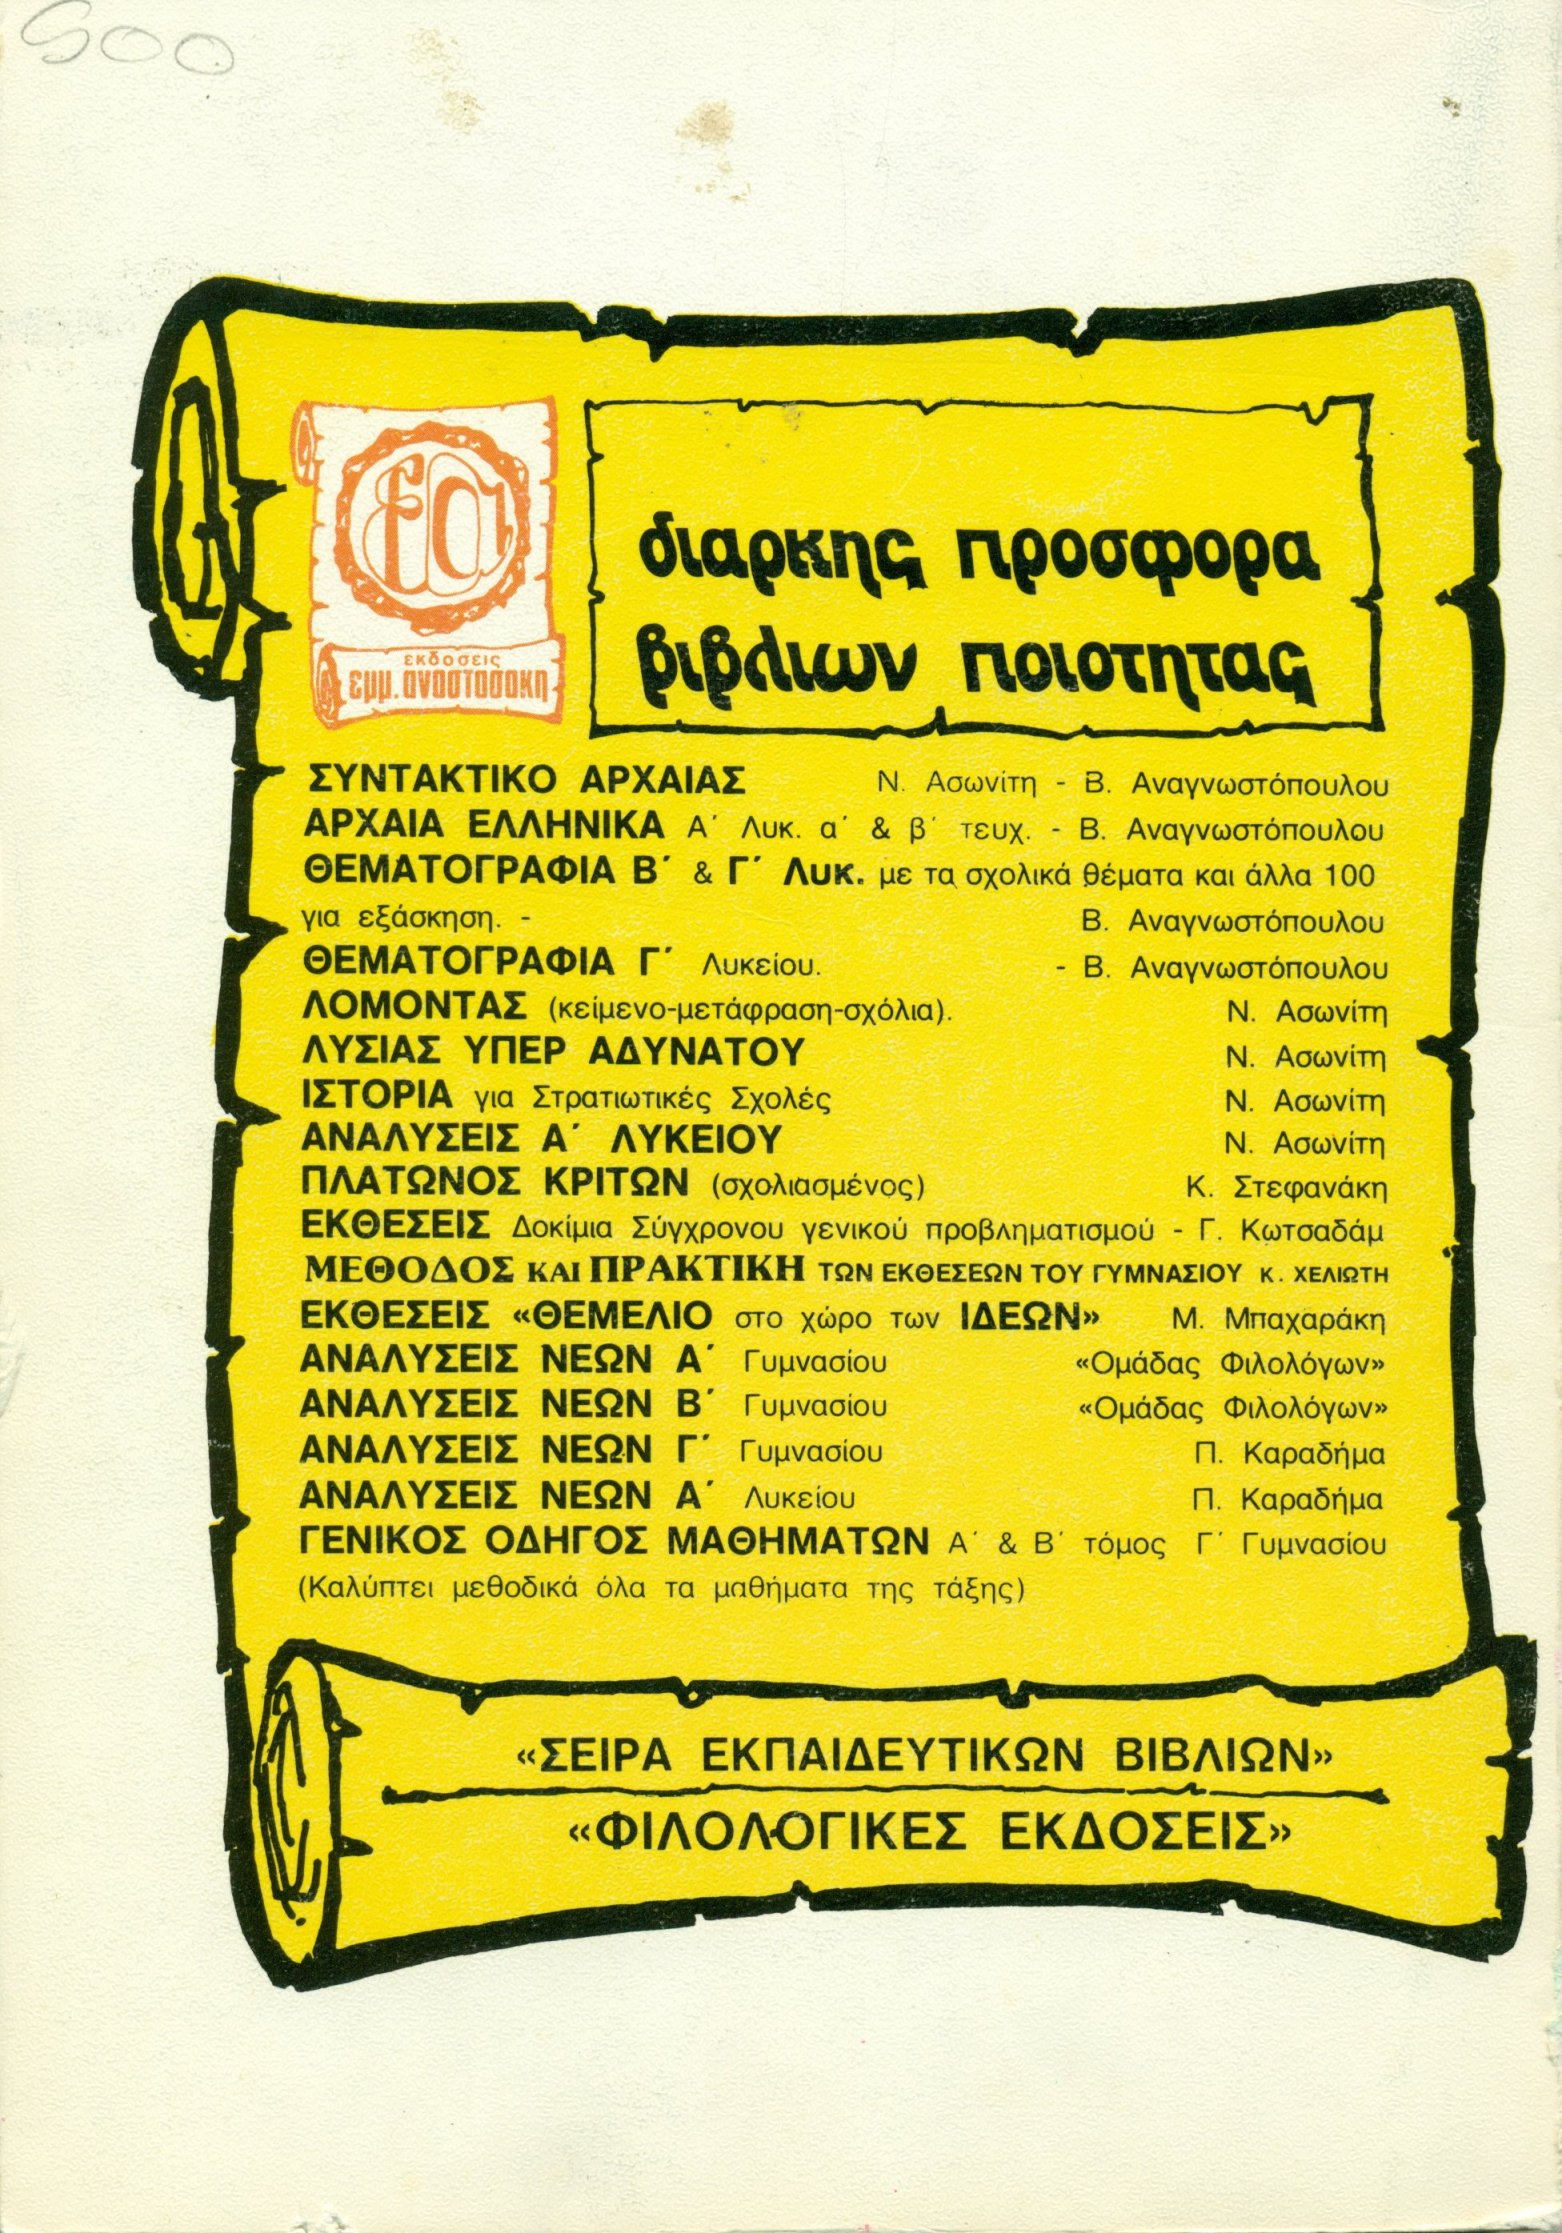 500
εα
εκδοσεις
εμμ. αναστασακη
διαρκης προσφορα
βιβλιων ποιοτητας
ΣΥΝΤΑΚΤΙΚΟ ΑΡΧΑΙΑΣ Ν. Ασωνίτη - Β. Αναγνωστόπουλου
ΑΡΧΑΙΑ ΕΛΛΗΝΙΚΑ Α΄ Λυκ. α΄ & β΄ τευχ. - Β. Αναγνωστόπουλου
ΘΕΜΑΤΟΓΡΑΦΙΑ Β΄ & Γ΄ Λυκ. με τα σχολικά θέματα και άλλα 100
για εξάσκηση. - Β. Αναγνωστόπουλου
ΘΕΜΑΤΟΓΡΑΦΙΑ Γ΄ Λυκείου. - Β. Αναγνωστόπουλου
ΛΟΜΟΝΤΑΣ (κείμενο-μετάφραση-σχόλια). Ν. Ασωνίτη
ΛΥΣΙΑΣ ΥΠΕΡ ΑΔΥΝΑΤΟΥ Ν. Ασωνίτη
ΙΣΤΟΡΙΑ για Στρατιωτικές Σχολές Ν. Ασωνίτη
ΑΝΑΛΥΣΕΙΣ Α΄ ΛΥΚΕΙΟΥ Ν. Ασωνίτη
ΠΛΑΤΩΝΟΣ ΚΡΙΤΩΝ (σχολιασμένος) Κ. Στεφανάκη
ΕΚΘΕΣΕΙΣ Δοκίμια Σύγχρονου γενικού προβληματισμού - Γ. Κωτσαδάμ
ΜΕΘΟΔΟΣ ΚΑΙ ΠΡΑΚΤΙΚΗ ΤΩΝ ΕΚΘΕΣΕΩΝ ΤΟΥ ΓΥΜΝΑΣΙΟΥ Κ. ΧΕΛΙΩΤΗ
ΕΚΘΕΣΕΙΣ «ΘΕΜΕΛΙΟ στο χώρο των ΙΔΕΩΝ» Μ. Μπαχαράκη
ΑΝΑΛΥΣΕΙΣ ΝΕΩΝ Α΄ Γυμνασίου «Ομάδας Φιλολόγων»
ΑΝΑΛΥΣΕΙΣ ΝΕΩΝ Β΄ Γυμνασίου «Ομάδας Φιλολόγων»
ΑΝΑΛΥΣΕΙΣ ΝΕΩΝ Γ΄ Γυμνασίου Π. Καραδήμα
ΑΝΑΛΥΣΕΙΣ ΝΕΩΝ Α΄ Λυκείου Π. Καραδήμα
ΓΕΝΙΚΟΣ ΟΔΗΓΟΣ ΜΑΘΗΜΑΤΩΝ Α΄ & Β΄ τόμος Γ΄ Γυμνασίου
(Καλύπτει μεθοδικά όλα τα μαθήματα της τάξης)
«ΣΕΙΡΑ ΕΚΠΑΙΔΕΥΤΙΚΩΝ ΒΙΒΛΙΩΝ»
«ΦΙΛΟΛΟΓΙΚΕΣ ΕΚΔΟΣΕΙΣ»